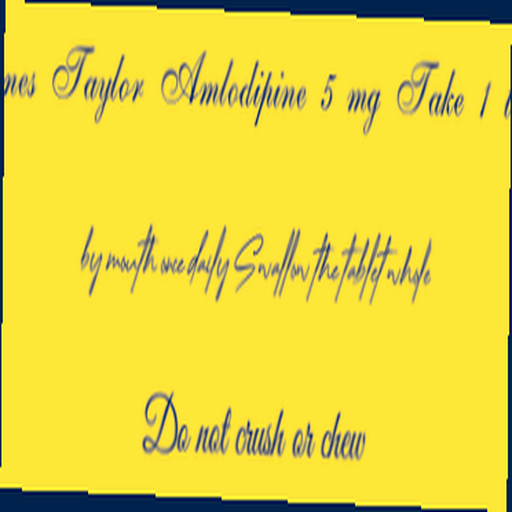 nes Taylor Amlodipine 5 mg Take 1
by mouth once daily Swallow the tablet whole
Do not crush or chew